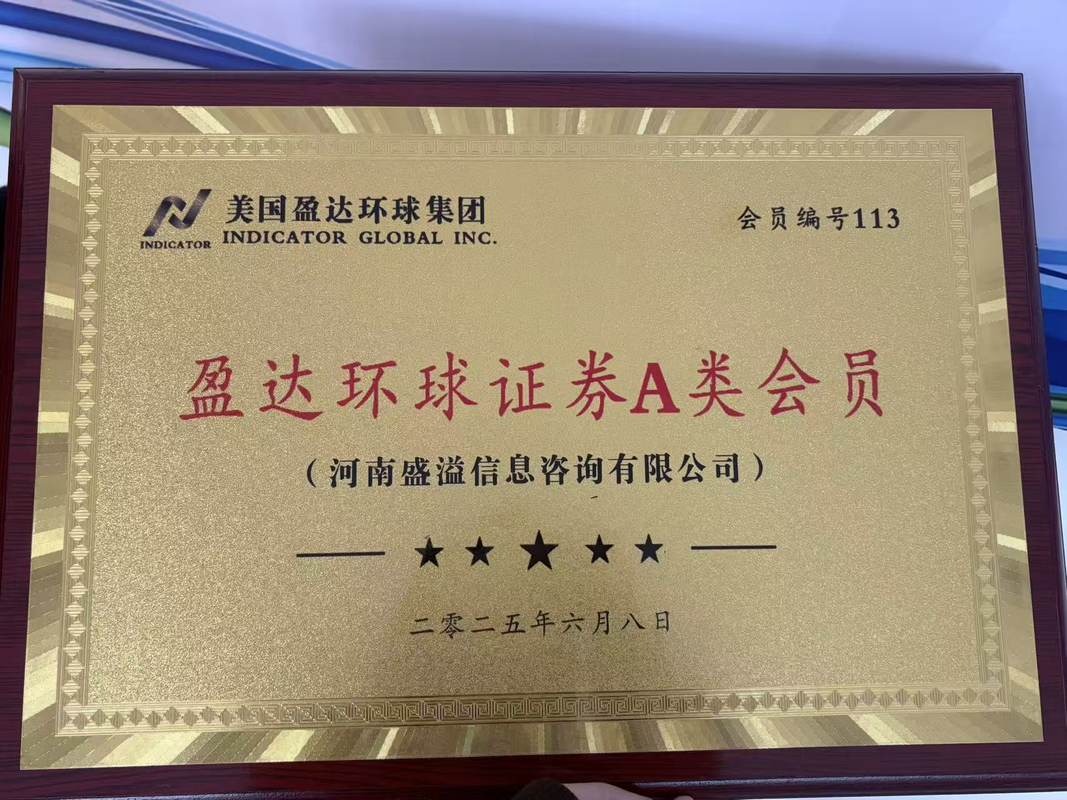 美国盈达环球集团
INDICATOR
INDICATOR GLOBAL INC.
会员编号113
盈达环球证券A类会员
（河南盛溢信息咨询有限公司）
二零二五年六月八日